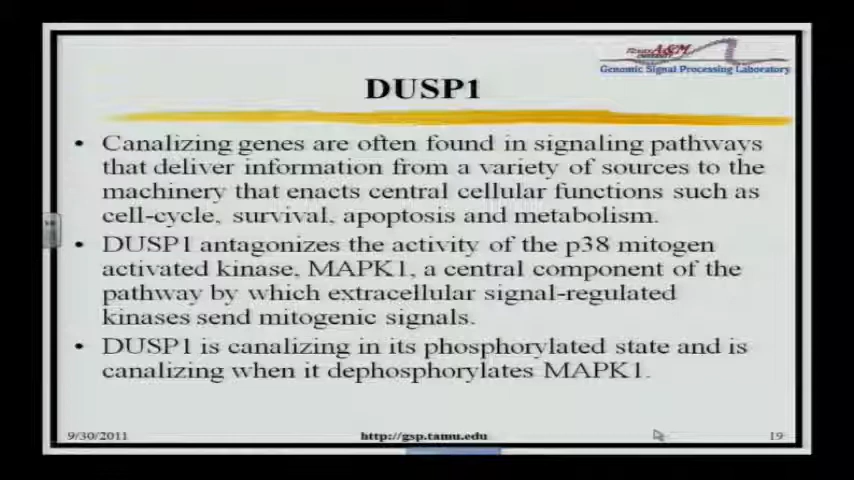 TEXAS A&M
UNIVERSITY
Genomic Signal Processing Laboratory
DUSP1
• Canalizing genes are often found in signaling pathways
that deliver information from a variety of sources to the
machinery that enacts central cellular functions such as
cell-cycle, survival, apoptosis and metabolism.
• DUSP1 antagonizes the activity of the p38 mitogen
activated kinase, MAPK1, a central component of the
pathway by which extracellular signal-regulated
kinases send mitogenic signals.
• DUSP1 is canalizing in its phosphorylated state and is
canalizing when it dephosphorylates MAPK1.
9/30/2011 http://gsp.tamu.edu 19